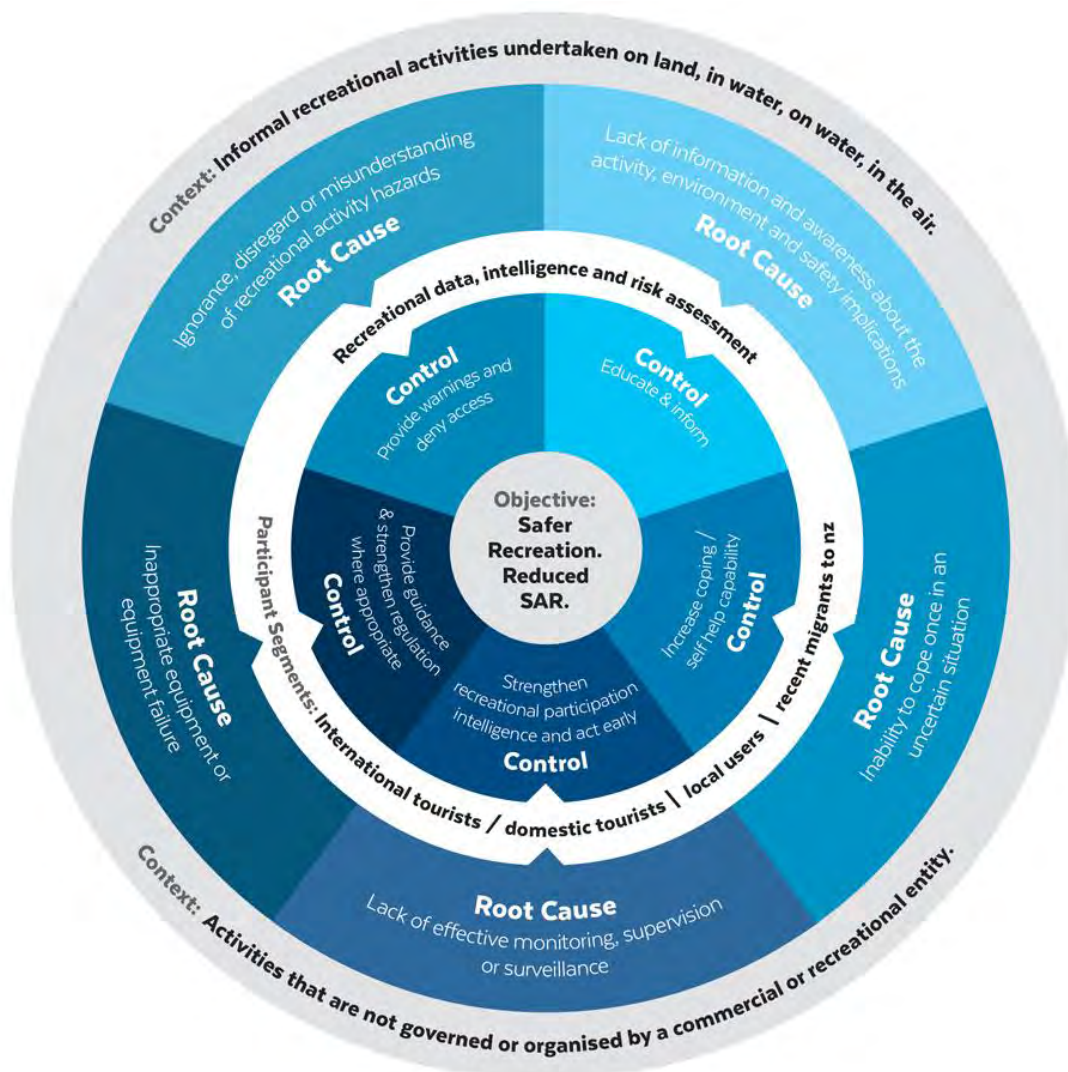 Context: Informal recreational activities undertaken on land, in water, on water, in the air.
Ignorance, disregard or misunderstanding
of recreational activity hazards
Root Cause
Lack of information and awareness about the
activity, environment and safety implications
Root Cause
Recreational data, intelligence and risk assessment
Control
Provide warnings and
deny access
Control
Educate & inform
Objective:
Safer
Recreation.
Reduced
SAR.
Provide guidance
& strengthen regulation
where appropriate
Control
Increase coping /
self help capability
Control
Strengthen
recreational participation
intelligence and act early
Control
Participant Segments: International tourists / domestic tourists | local users | recent migrants to nz
Root Cause
Inappropriate equipment or
equipment failure
Root Cause
Inability to cope once in an
uncertain situation
Root Cause
Lack of effective monitoring, supervision
or surveillance
Context: Activities that are not governed or organised by a commercial or recreational entity.